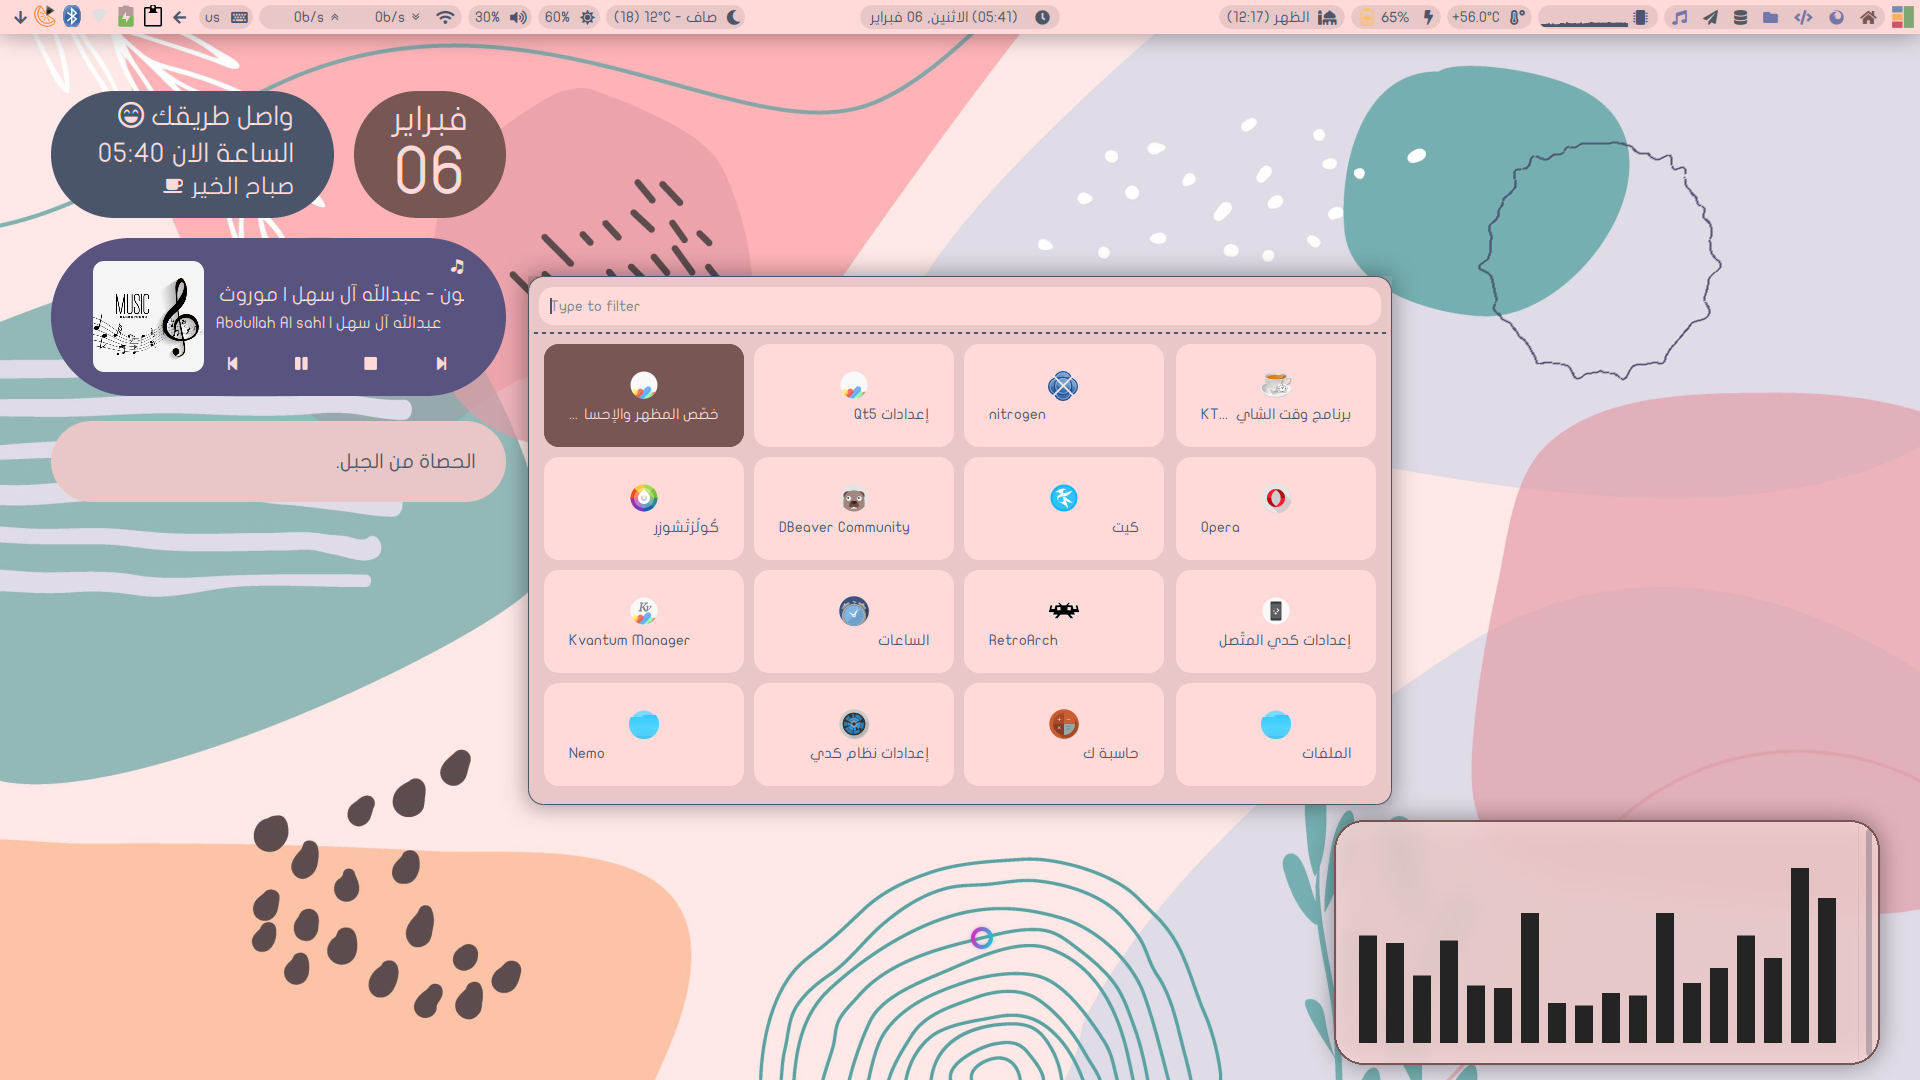 +56.0°C
65%
الظهر (12:17)
(05:41) الاثنين, 06 فبراير
صاف - 12°C (18)
60%
30%
0b/s
0b/s
us
واصل طريقك
الساعة الان 05:40
صباح الخير
فبراير
06
ـون - عبدالله آل سهل | موروث
عبدالله آل سهل | Abdullah Al sahl
MUSIC
الحصاة من الجبل.
Type to filter
خصّص المظهر والإحسا ...
إعدادات Qt5
nitrogen
برنامج وقت الشاي KT...
DBeaver Community
كيت
Opera
Kv
Kvantum Manager
الساعات
RetroArch
إعدادات كدي المتّصل
Nemo
إعدادات نظام كدي
حاسبة ك
الملفات